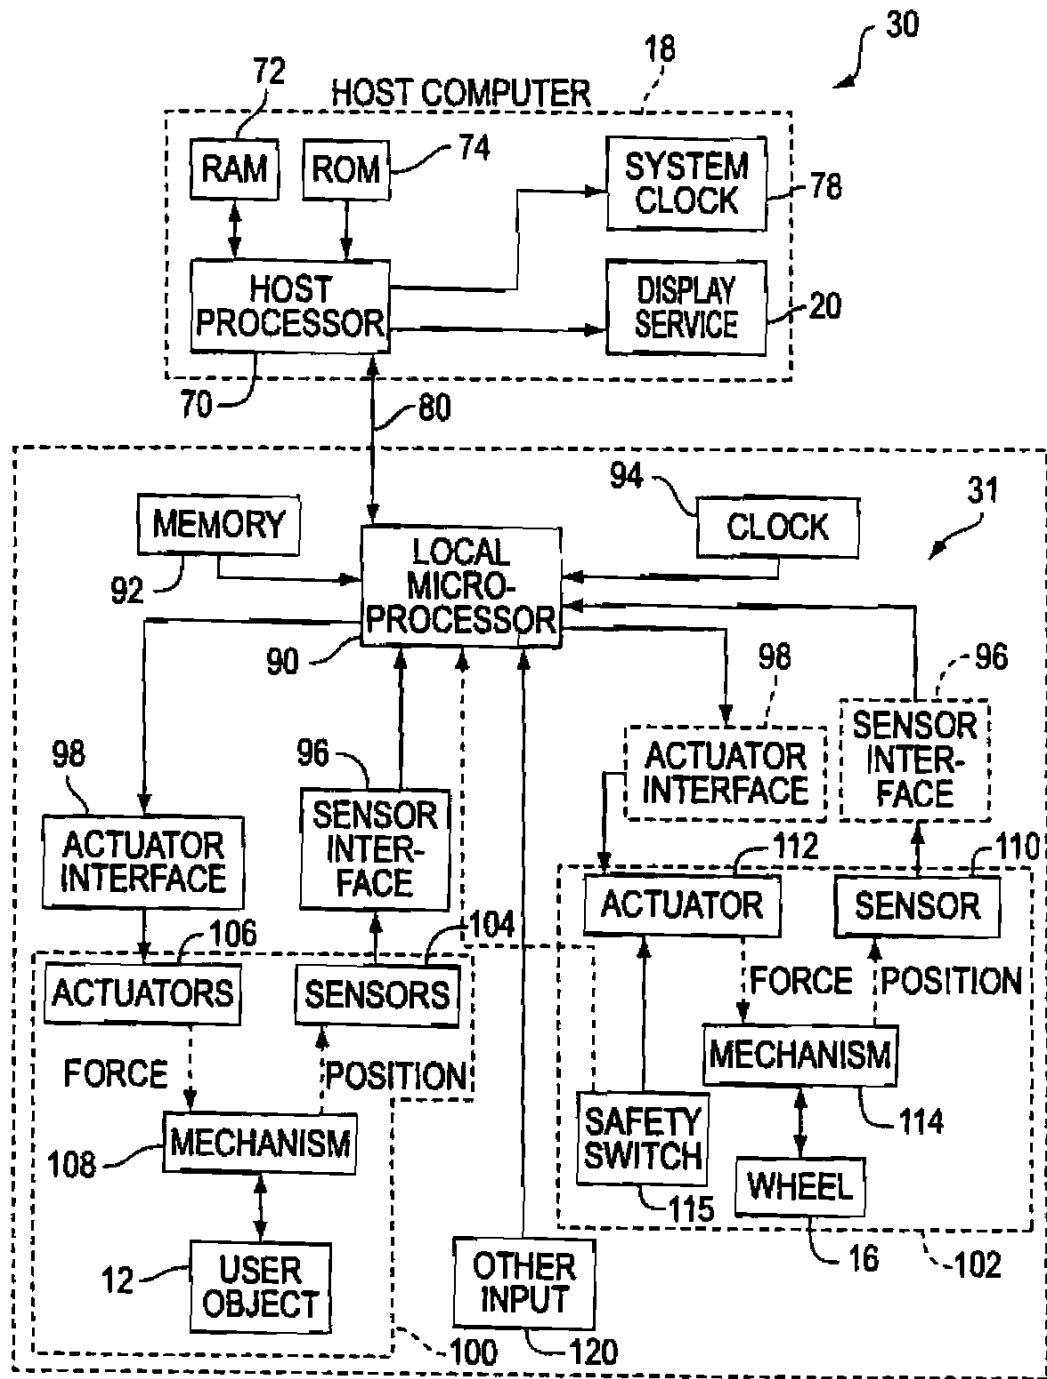 30
18
72
HOST COMPUTER
RAM
ROM
74
SYSTEM
CLOCK
78
HOST
PROCESSOR
DISPLAY
SERVICE
20
70
80
94
31
MEMORY
CLOCK
92
LOCAL
MICRO-
PROCESSOR
90
98
96
98
96
ACTUATOR
INTERFACE
SENSOR
INTER-
FACE
ACTUATOR
INTERFACE
SENSOR
INTER-
FACE
112
110
ACTUATOR
SENSOR
106
104
ACTUATORS
SENSORS
FORCE
POSITION
FORCE
POSITION
MECHANISM
114
MECHANISM
108
SAFETY
SWITCH
115
WHEEL
16
102
12
USER
OBJECT
OTHER
INPUT
100
120